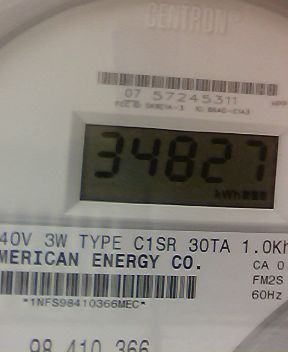 CENTRON®
07 57245311
34827
kWh
40V 3W TYPE C1SR 30TA 1.0Kh
MERICAN ENERGY CO.
CA 0
FM2S
60Hz
*1NFS98410366MEC*
98 410 366